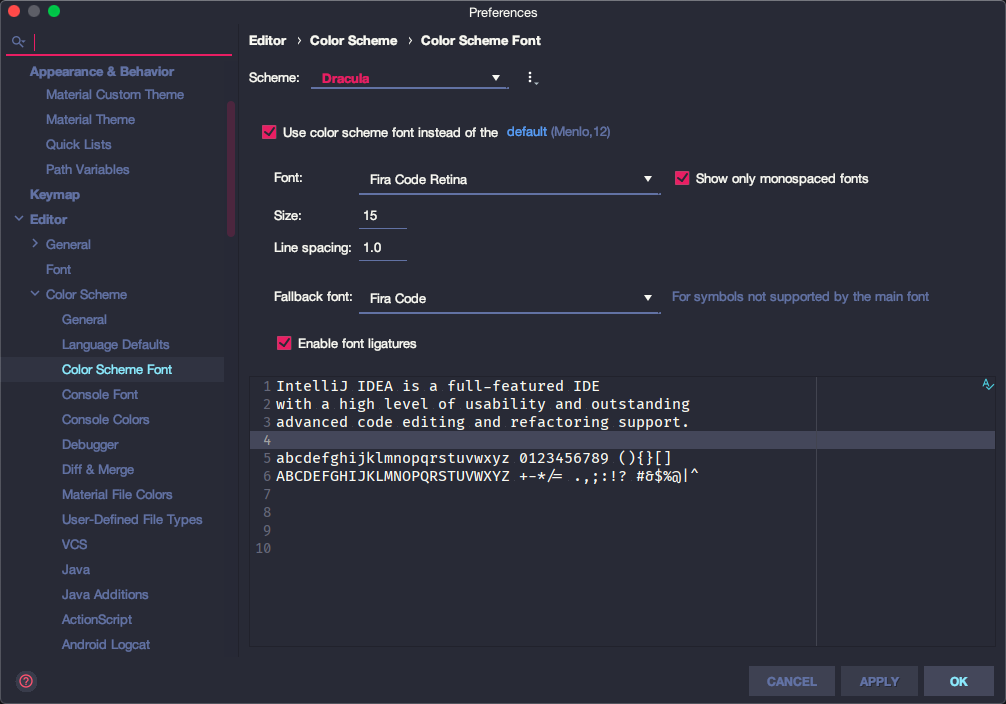 Preferences
Appearance & Behavior
Material Custom Theme
Material Theme
Quick Lists
Path Variables
Keymap
Editor
General
Font
Color Scheme
General
Language Defaults
Color Scheme Font
Console Font
Console Colors
Debugger
Diff & Merge
Material File Colors
User-Defined File Types
VCS
Java
Java Additions
ActionScript
Android Logcat
Editor › Color Scheme › Color Scheme Font
Scheme: Dracula
Use color scheme font instead of the default (Menlo,12)
Font: Fira Code Retina Show only monospaced fonts
Size: 15
Line spacing: 1.0
Fallback font: Fira Code For symbols not supported by the main font
Enable font ligatures
1 IntelliJ IDEA is a full-featured IDE
2 with a high level of usability and outstanding
3 advanced code editing and refactoring support.
4
5 abcdefghijklmnopqrstuvwxyz 0123456789 (){}[]
6 ABCDEFGHIJKLMNOPQRSTUVWXYZ +-*/= .,;:!? #&$%@|^
7
8
9
10
? CANCEL APPLY OK